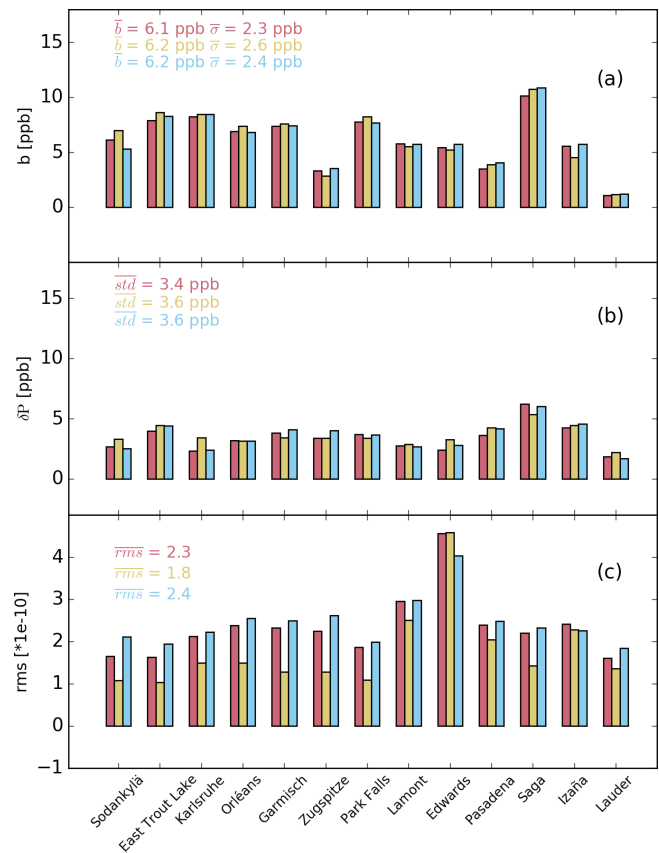 b̅ = 6.1 ppb σ̅ = 2.3 ppb
b̅ = 6.2 ppb σ̅ = 2.6 ppb
b̅ = 6.2 ppb σ̅ = 2.4 ppb
(a)
15
10
5
0
b [ppb]
std = 3.4 ppb
std = 3.6 ppb
std = 3.6 ppb
(b)
15
10
5
0
δP [ppb]
rms = 2.3
rms = 1.8
rms = 2.4
(c)
4
3
2
1
0
−1
rms [*1e-10]
Sodankylä
East Trout Lake
Karlsruhe
Orléans
Garmisch
Zugspitze
Park Falls
Lamont
Edwards
Pasadena
Saga
Izaña
Lauder